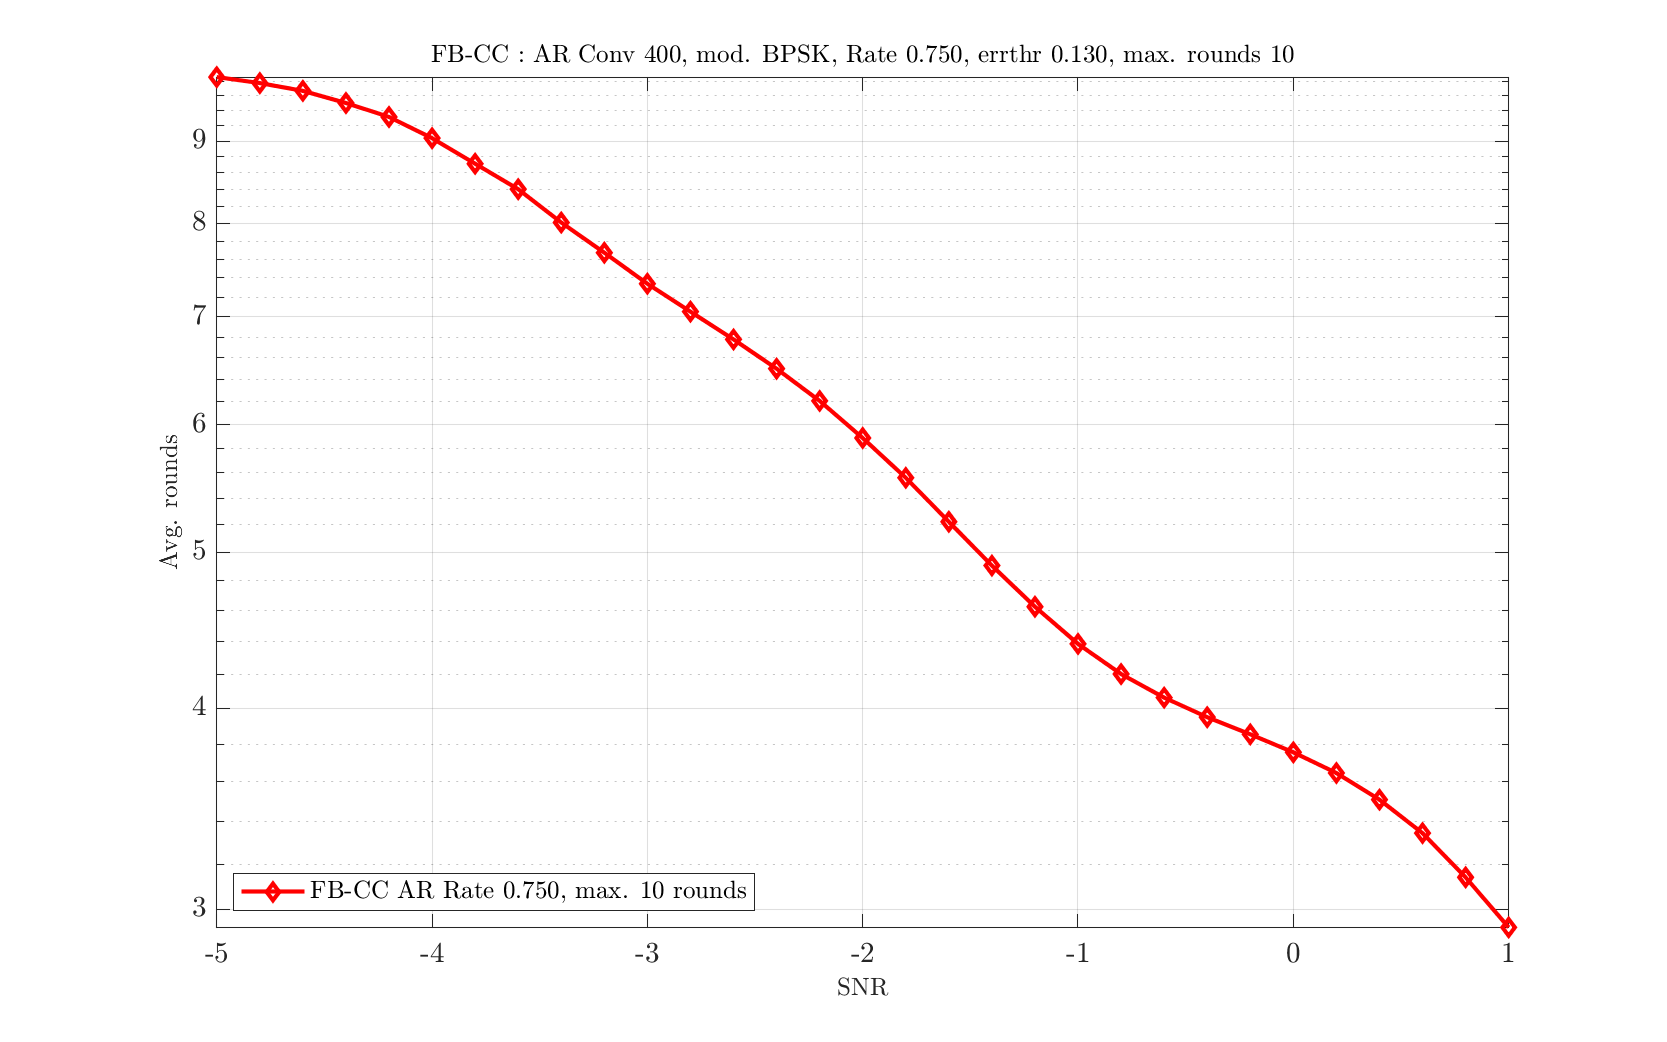 FB-CC : AR Conv 400, mod. BPSK, Rate 0.750, errthr 0.130, max. rounds 10
9
8
7
6
5
4
3
Avg. rounds
FB-CC AR Rate 0.750, max. 10 rounds
-5 -4 -3 -2 -1 0 1
SNR